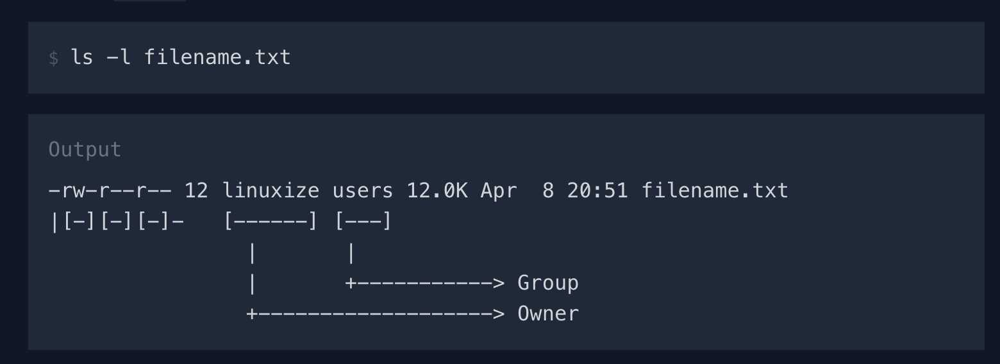 $ ls -l filename.txt
Output
-rw-r--r-- 12 linuxize users 12.0K Apr  8 20:51 filename.txt
|[-][-][-]-   [------] [---]
                |       |
                |       +-----------> Group
                +-------------------> Owner